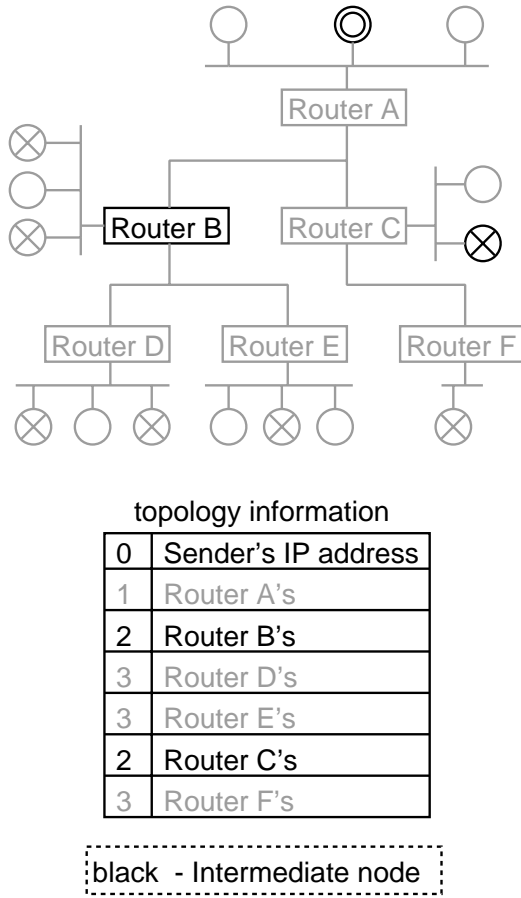 Router A
Router B
Router C
Router D
Router E
Router F
topology information
0 Sender's IP address
1 Router A's
2 Router B's
3 Router D's
3 Router E's
2 Router C's
3 Router F's
black - Intermediate node